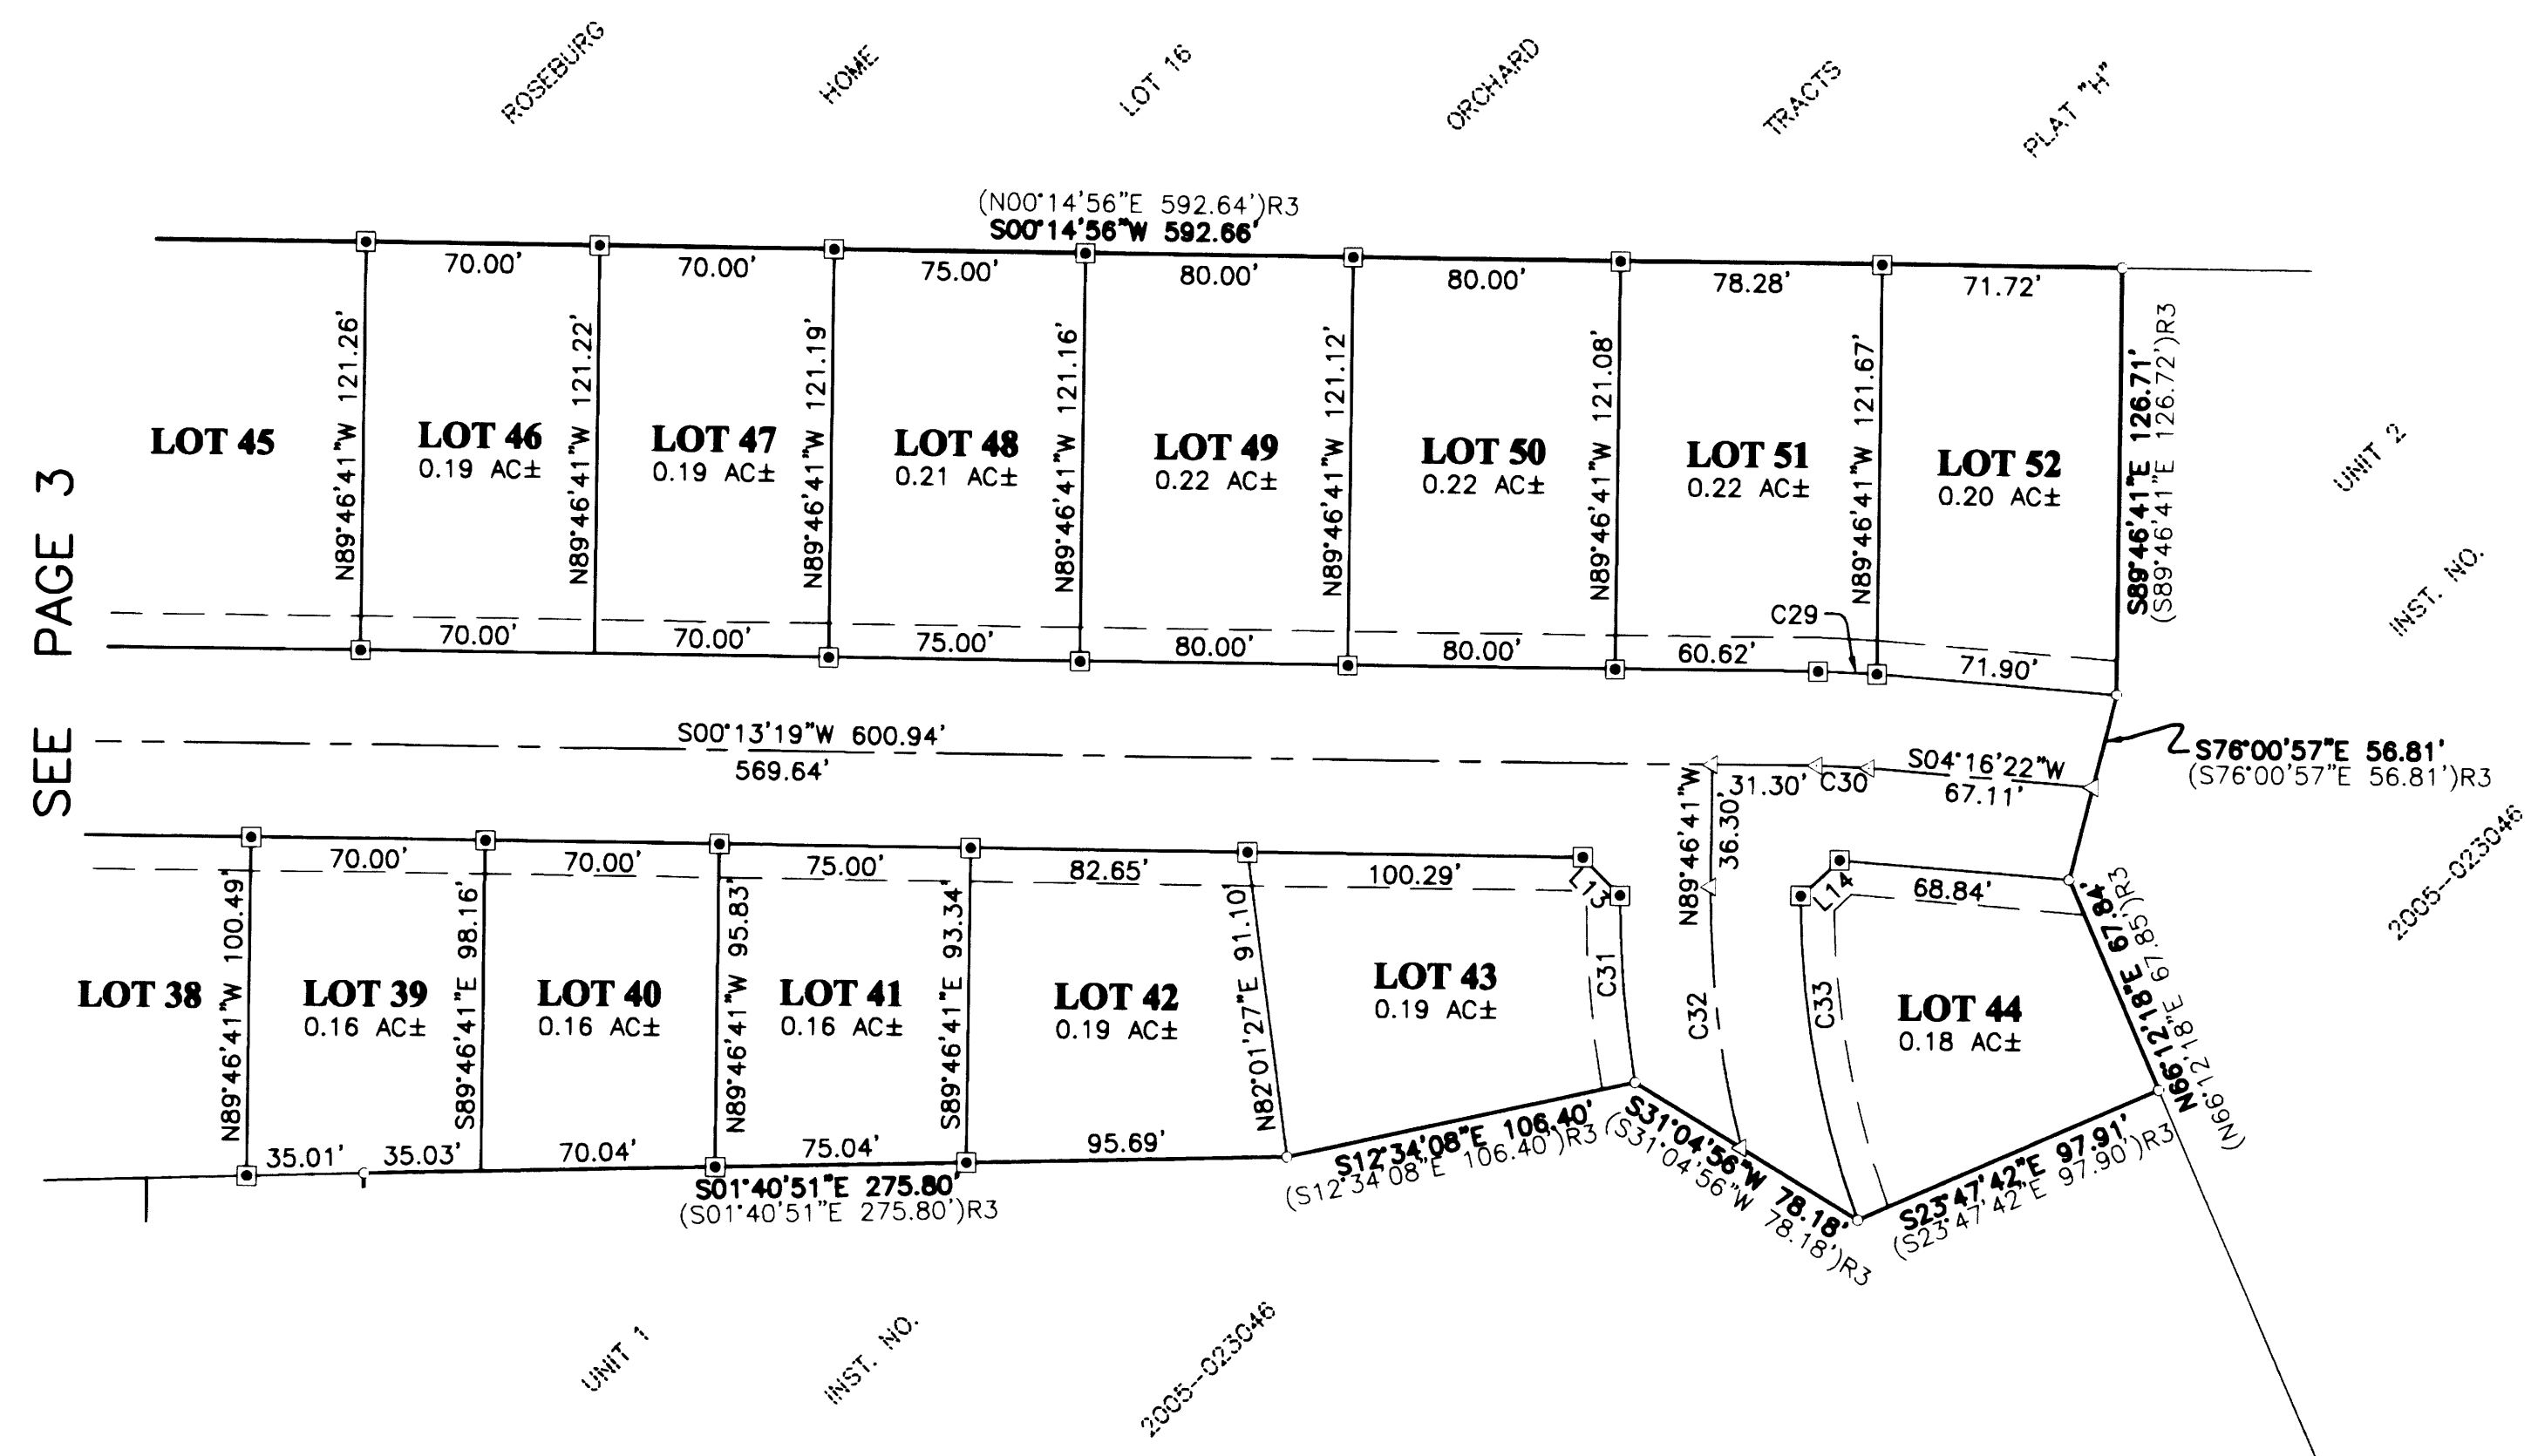 ROSEBURG
HOME
LOT 16
ORCHARD
TRACTS
PLAT "H"
(N00°14'56"E 592.64')R3
S00°14'56"W 592.66'
70.00'
70.00'
75.00'
80.00'
80.00'
78.28'
71.72'
N89°46'41"W 121.26'
N89°46'41"W 121.22'
N89°46'41"W 121.19'
N89°46'41"W 121.16'
N89°46'41"W 121.12'
N89°46'41"W 121.08'
N89°46'41"W 121.67'
S89°46'41"E 126.71'
(S89°46'41"E 126.72')R3
LOT 45
LOT 46
0.19 AC±
LOT 47
0.19 AC±
LOT 48
0.21 AC±
LOT 49
0.22 AC±
LOT 50
0.22 AC±
LOT 51
0.22 AC±
LOT 52
0.20 AC±
UNIT 2
INST. NO.
2005--023046
SEE PAGE 3
C29
70.00'
70.00'
75.00'
80.00'
80.00'
60.62'
71.90'
S00°13'19"W 600.94'
569.64'
31.30'
C30
S04°16'22"W
67.11'
S76°00'57"E 56.81'
(S76°00'57"E 56.81')R3
N89°46'41"W
36.30'
70.00'
70.00'
75.00'
82.65'
100.29'
L13
L14
68.84'
N89°46'41"W 100.49'
S89°46'41"E 98.16'
N89°46'41"W 95.83'
S89°46'41"E 93.34'
N82°01'27"E 91.10'
C31
C32
C33
N66°12'18"E 67.84'
(N66°12'18"E 67.85')R3
LOT 38
LOT 39
0.16 AC±
LOT 40
0.16 AC±
LOT 41
0.16 AC±
LOT 42
0.19 AC±
LOT 43
0.19 AC±
LOT 44
0.18 AC±
35.01'
35.03'
70.04'
75.04'
95.69'
S01°40'51"E 275.80'
(S01°40'51"E 275.80')R3
S12°34'08"E 106.40'
(S12°34'08"E 106.40')R3
S31°04'56"W 78.18'
(S31°04'56"W 78.18')R3
S23°47'42"E 97.91'
(S23°47'42"E 97.90')R3
UNIT 1
INST. NO.
2005--023046